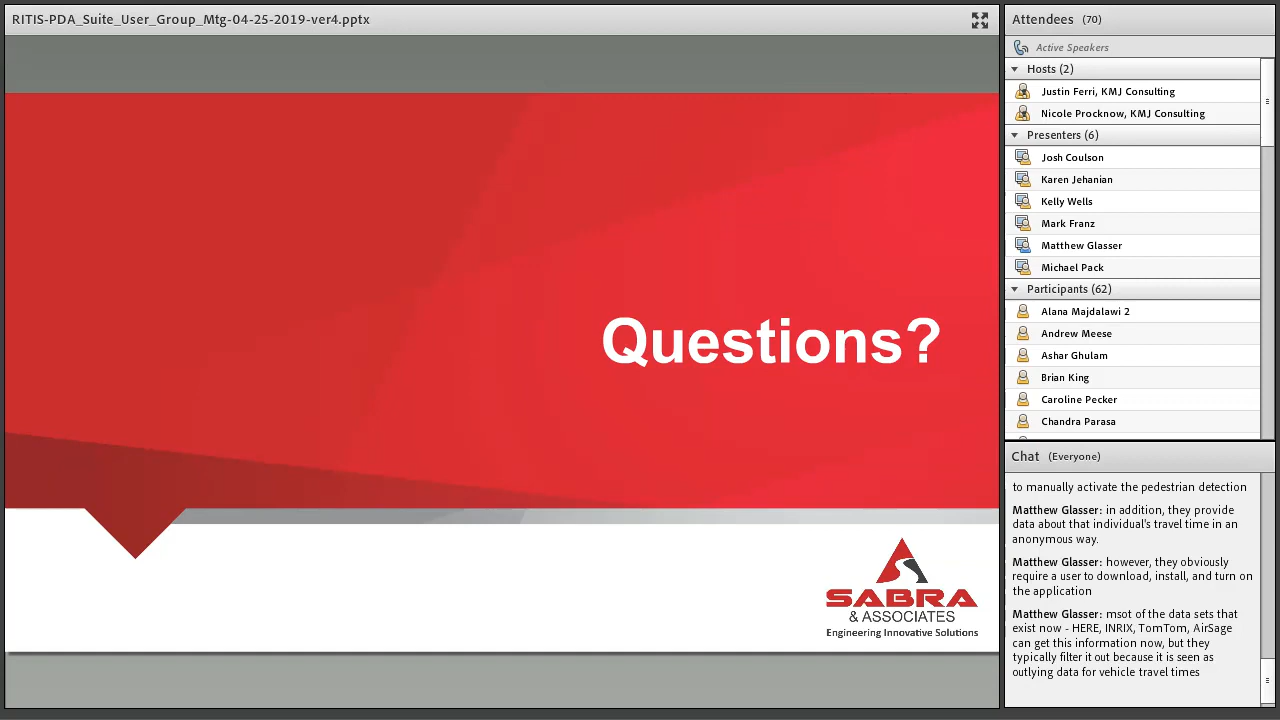 RITIS-PDA_Suite_User_Group_Mtg-04-25-2019-ver4.pptx
Questions?
SABRA
& ASSOCIATES
Engineering Innovative Solutions
Attendees (70)
Active Speakers
Hosts (2)
Justin Ferri, KMJ Consulting
Nicole Procknow, KMJ Consulting
Presenters (6)
Josh Coulson
Karen Jehanian
Kelly Wells
Mark Franz
Matthew Glasser
Michael Pack
Participants (62)
Alana Majdalawi 2
Andrew Meese
Ashar Ghulam
Brian King
Caroline Pecker
Chandra Parasa
Chat (Everyone)
to manually activate the pedestrian detection
Matthew Glasser: in addition, they provide
data about that individual's travel time in an
anonymous way.
Matthew Glasser: however, they obviously
require a user to download, install, and turn on
the application
Matthew Glasser: msot of the data sets that
exist now - HERE, INRIX, TomTom, AirSage
can get this information now, but they
typically filter it out because it is seen as
outlying data for vehicle travel times